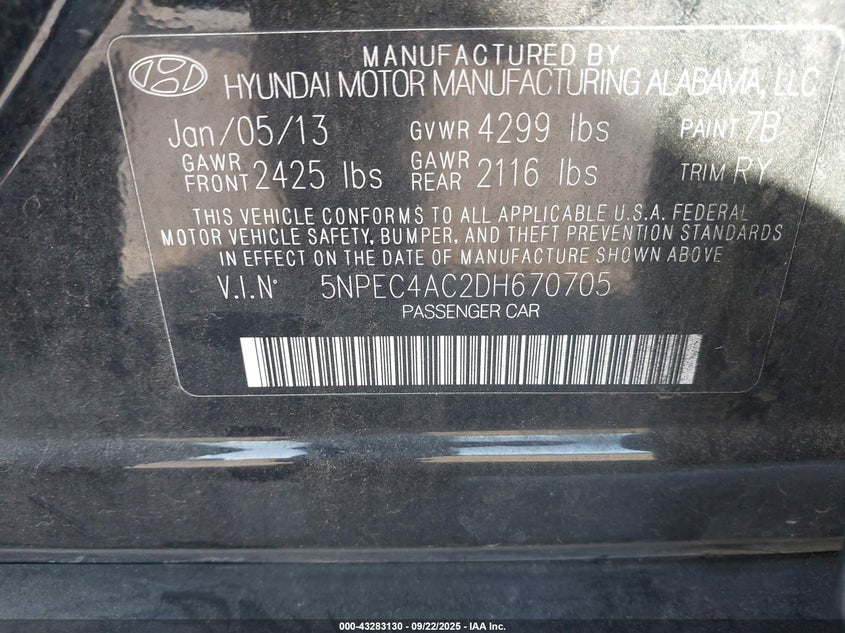 MANUFACTURED BY
HYUNDAI MOTOR MANUFACTURING ALABAMA, LLC
Jan/05/13 GVWR 4299 lbs PAINT 7B
GAWR FRONT 2425 lbs GAWR REAR 2116 lbs TRIM RY
THIS VEHICLE CONFORMS TO ALL APPLICABLE U.S.A. FEDERAL
MOTOR VEHICLE SAFETY, BUMPER, AND THEFT PREVENTION STANDARDS
IN EFFECT ON THE DATE OF MANUFACTURE SHOWN ABOVE
V.I.N° 5NPEC4AC2DH670705
PASSENGER CAR
000-43283130 - 09/22/2025 - IAA Inc.